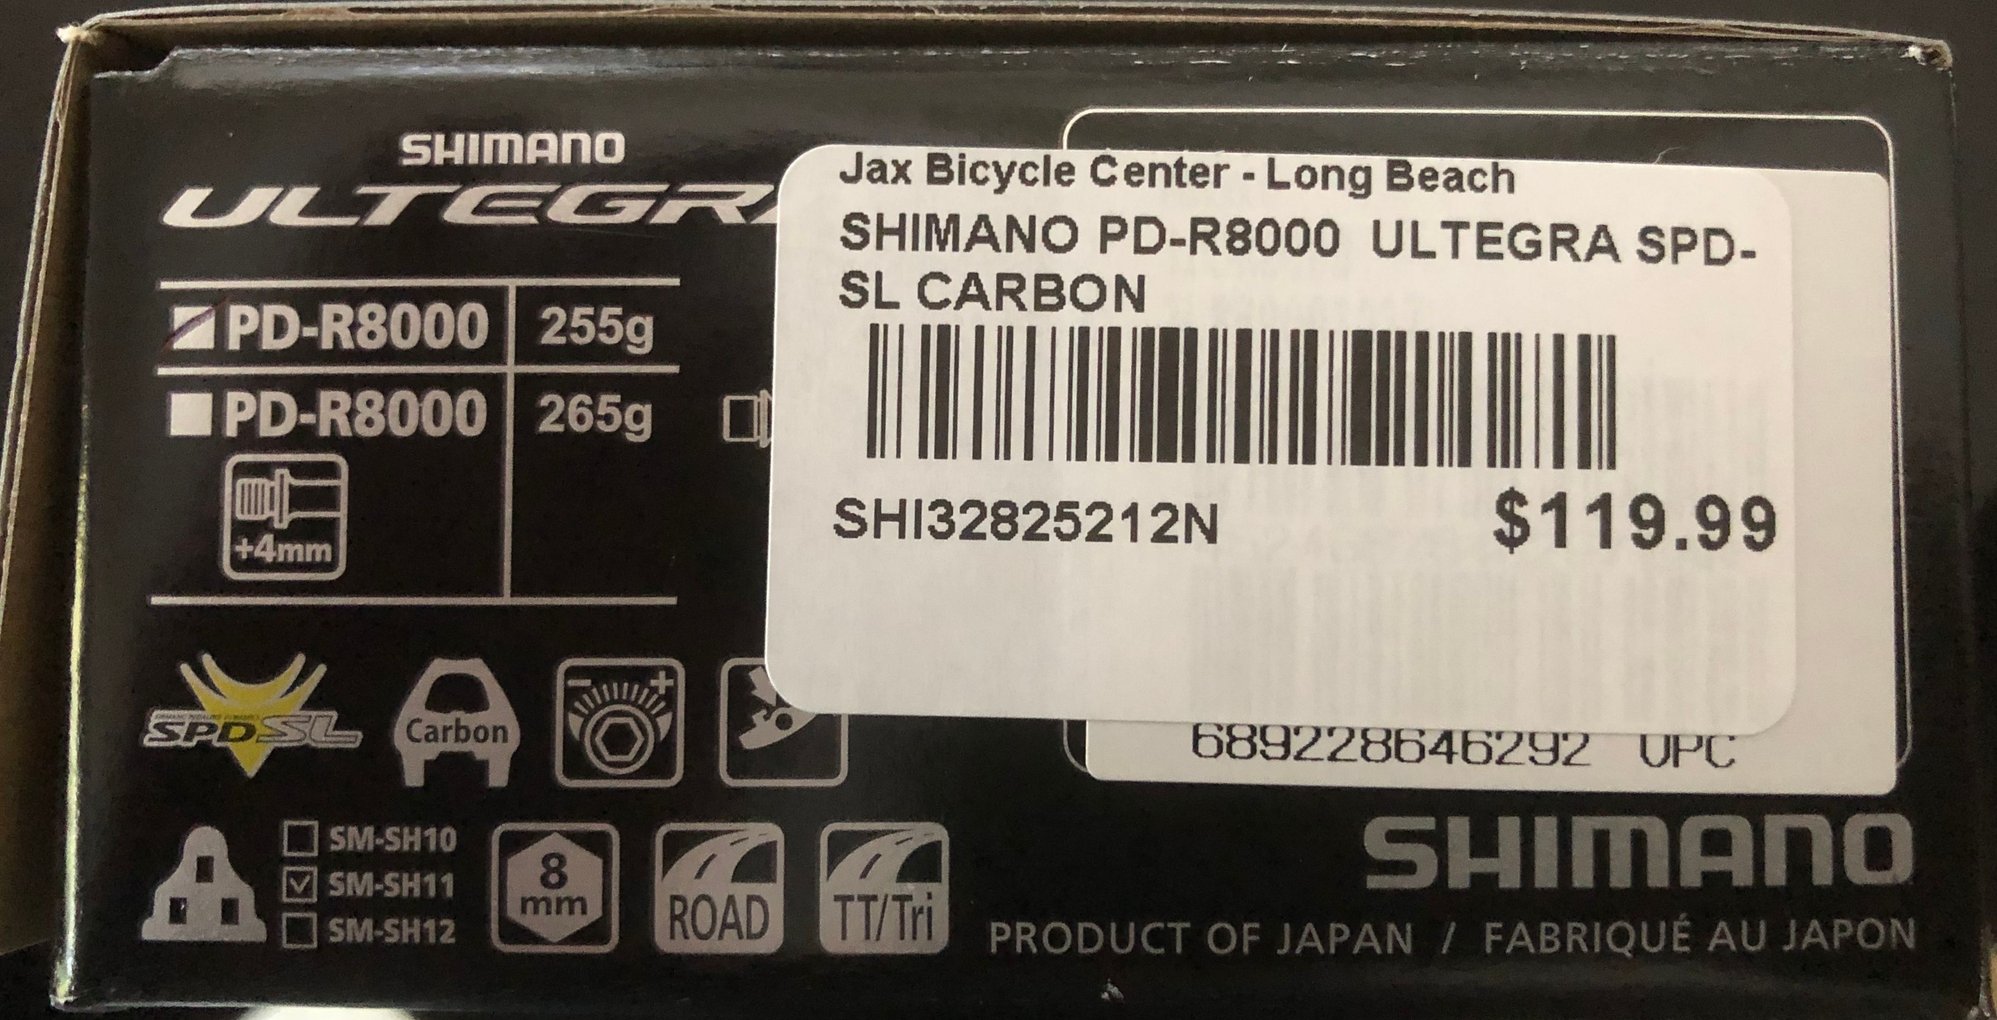 SHIMANO
PD-R8000 255g
PD-R8000 265g
+4mm
Jax Bicycle Center - Long Beach
SHIMANO PD-R8000 ULTEGRA SPD-
SL CARBON
SHI32825212N $119.99
689228646292 UPC
SPD-SL
Carbon
- +
SM-SH10
SM-SH11
SM-SH12
8
mm
ROAD
TT/Tri
SHIMANO
PRODUCT OF JAPAN / FABRIQUÉ AU JAPON